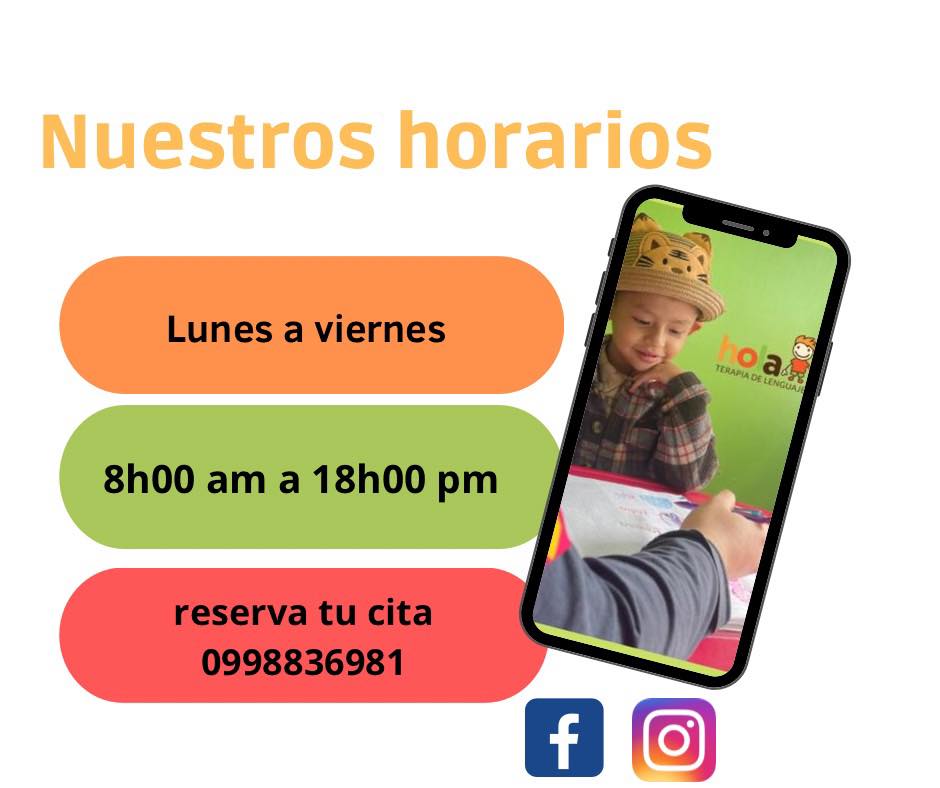 Nuestros horarios
Lunes a viernes
8h00 am a 18h00 pm
reserva tu cita
0998836981
hola
TERAPIA DE LENGUAJE